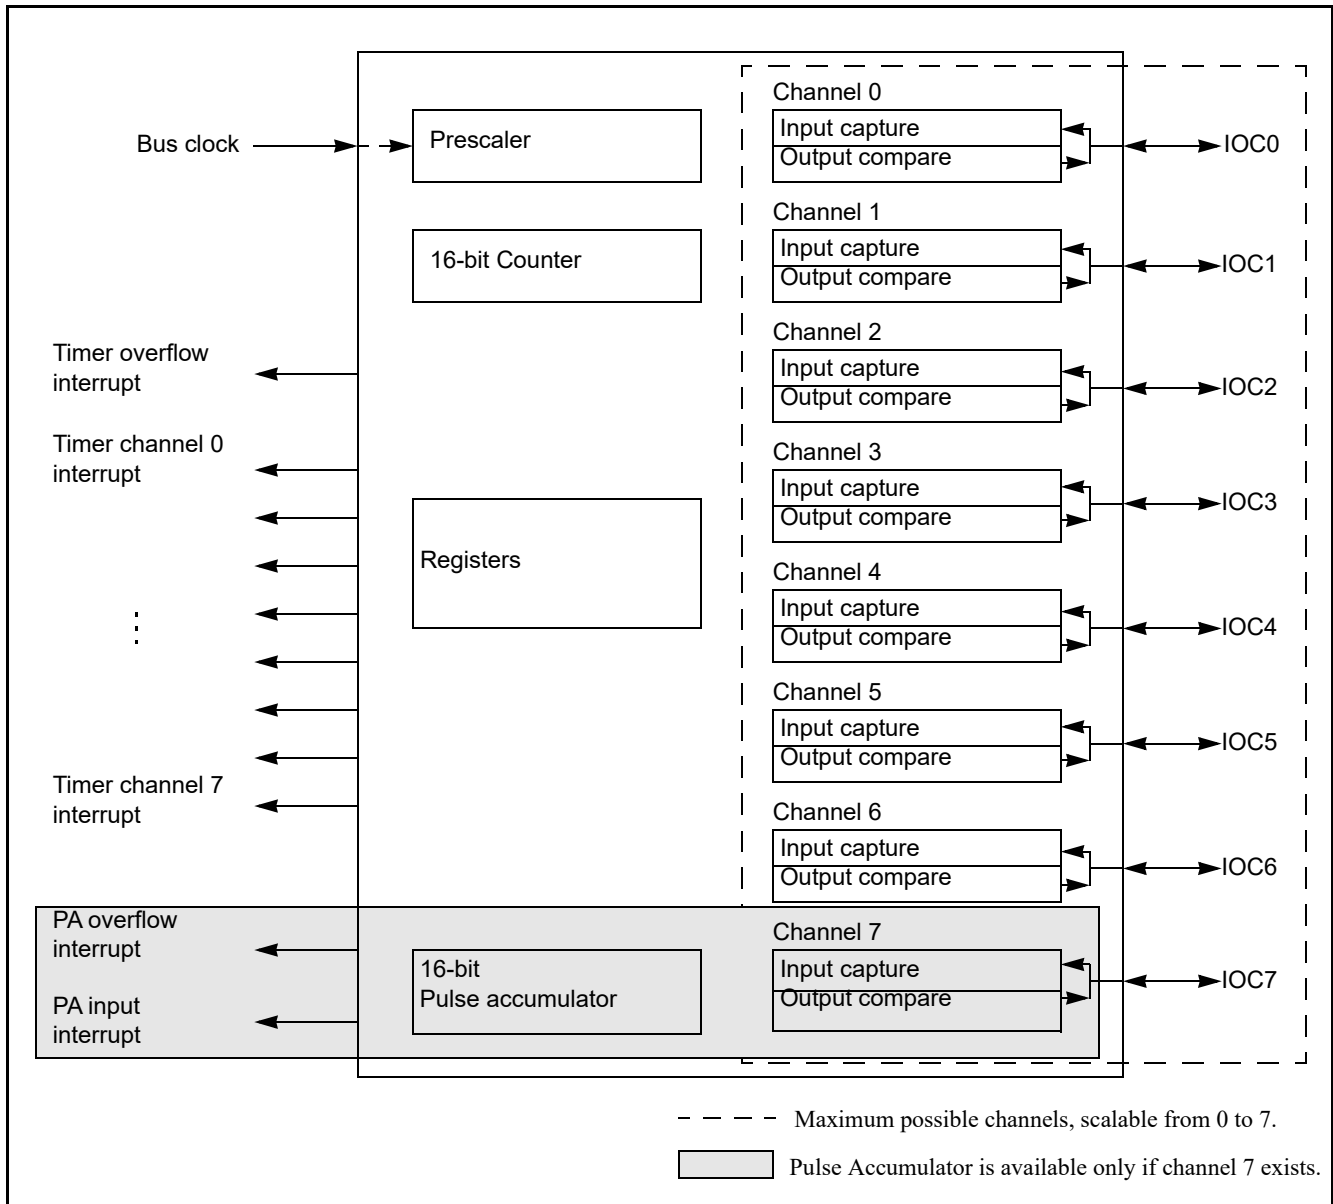 Bus clock
Prescaler
16-bit Counter
Timer overflow
interrupt
Timer channel 0
interrupt
Registers
Timer channel 7
interrupt
PA overflow
interrupt
PA input
interrupt
16-bit
Pulse accumulator
Channel 0
Input capture
Output compare
IOC0
Channel 1
Input capture
Output compare
IOC1
Channel 2
Input capture
Output compare
IOC2
Channel 3
Input capture
Output compare
IOC3
Channel 4
Input capture
Output compare
IOC4
Channel 5
Input capture
Output compare
IOC5
Channel 6
Input capture
Output compare
IOC6
Channel 7
Input capture
Output compare
IOC7
Maximum possible channels, scalable from 0 to 7.
Pulse Accumulator is available only if channel 7 exists.